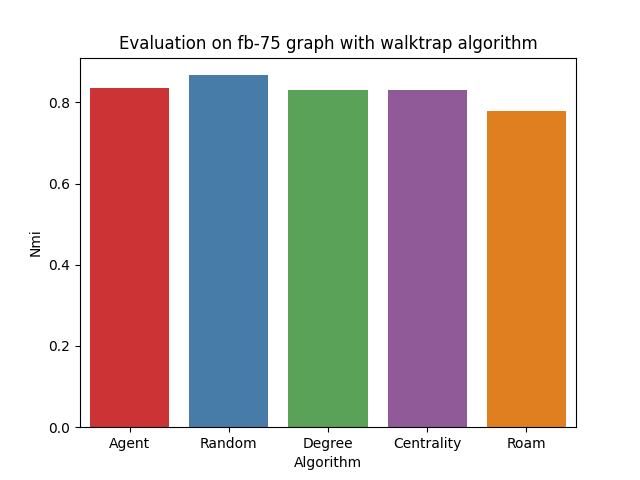 Evaluation on fb-75 graph with walktrap algorithm
0.8
0.6
0.4
0.2
0.0
Nmi
Agent Random Degree Centrality Roam
Algorithm